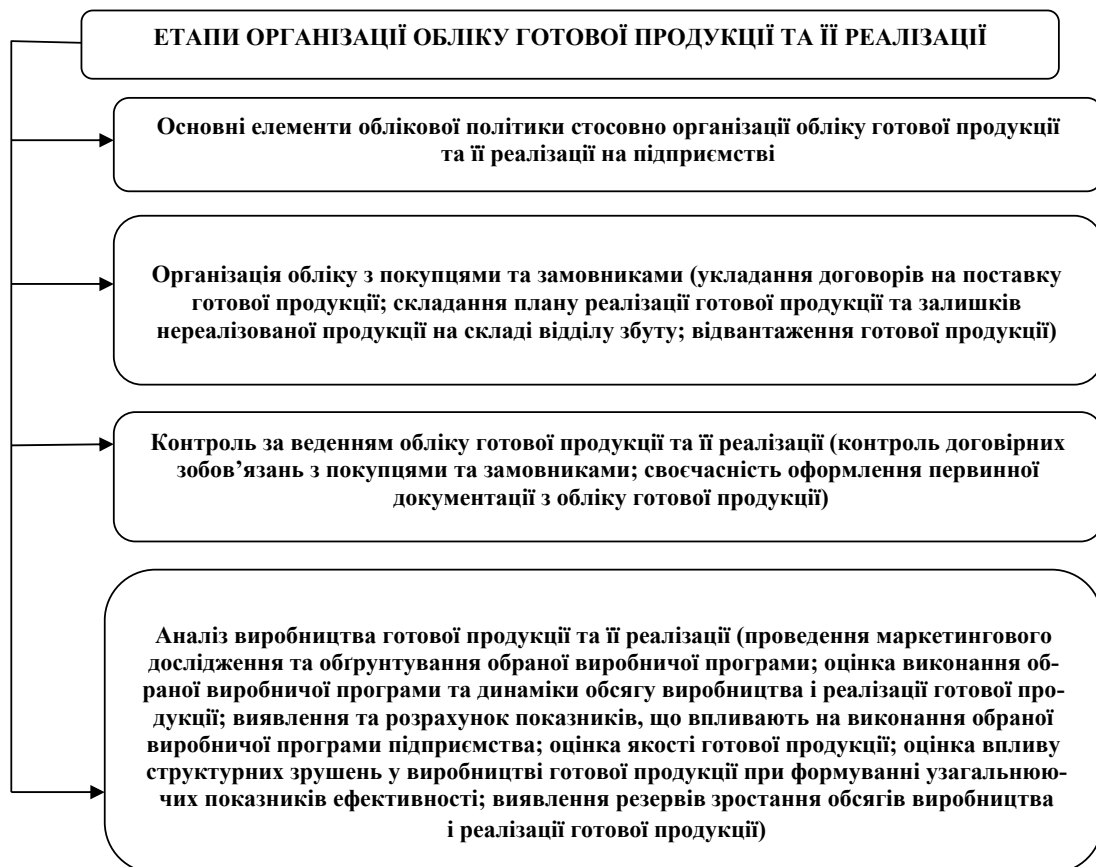 ЕТАПИ ОРГАНІЗАЦІЇ ОБЛІКУ ГОТОВОЇ ПРОДУКЦІЇ ТА ЇЇ РЕАЛІЗАЦІЇ
Основні елементи облікової політики стосовно організації обліку готової продукції
та її реалізації на підприємстві
Організація обліку з покупцями та замовниками (укладання договорів на поставку
готової продукції; складання плану реалізації готової продукції та залишків
нереалізованої продукції на складі відділу збуту; відвантаження готової продукції)
Контроль за веденням обліку готової продукції та її реалізації (контроль договірних
зобов’язань з покупцями та замовниками; своєчасність оформлення первинної
документації з обліку готової продукції)
Аналіз виробництва готової продукції та її реалізації (проведення маркетингового
дослідження та обґрунтування обраної виробничої програми; оцінка виконання об-
раної виробничої програми та динаміки обсягу виробництва і реалізації готової про-
дукції; виявлення та розрахунок показників, що впливають на виконання обраної
виробничої програми підприємства; оцінка якості готової продукції; оцінка впливу
структурних зрушень у виробництві готової продукції при формуванні узагальнюю-
чих показників ефективності; виявлення резервів зростання обсягів виробництва
і реалізації готової продукції)